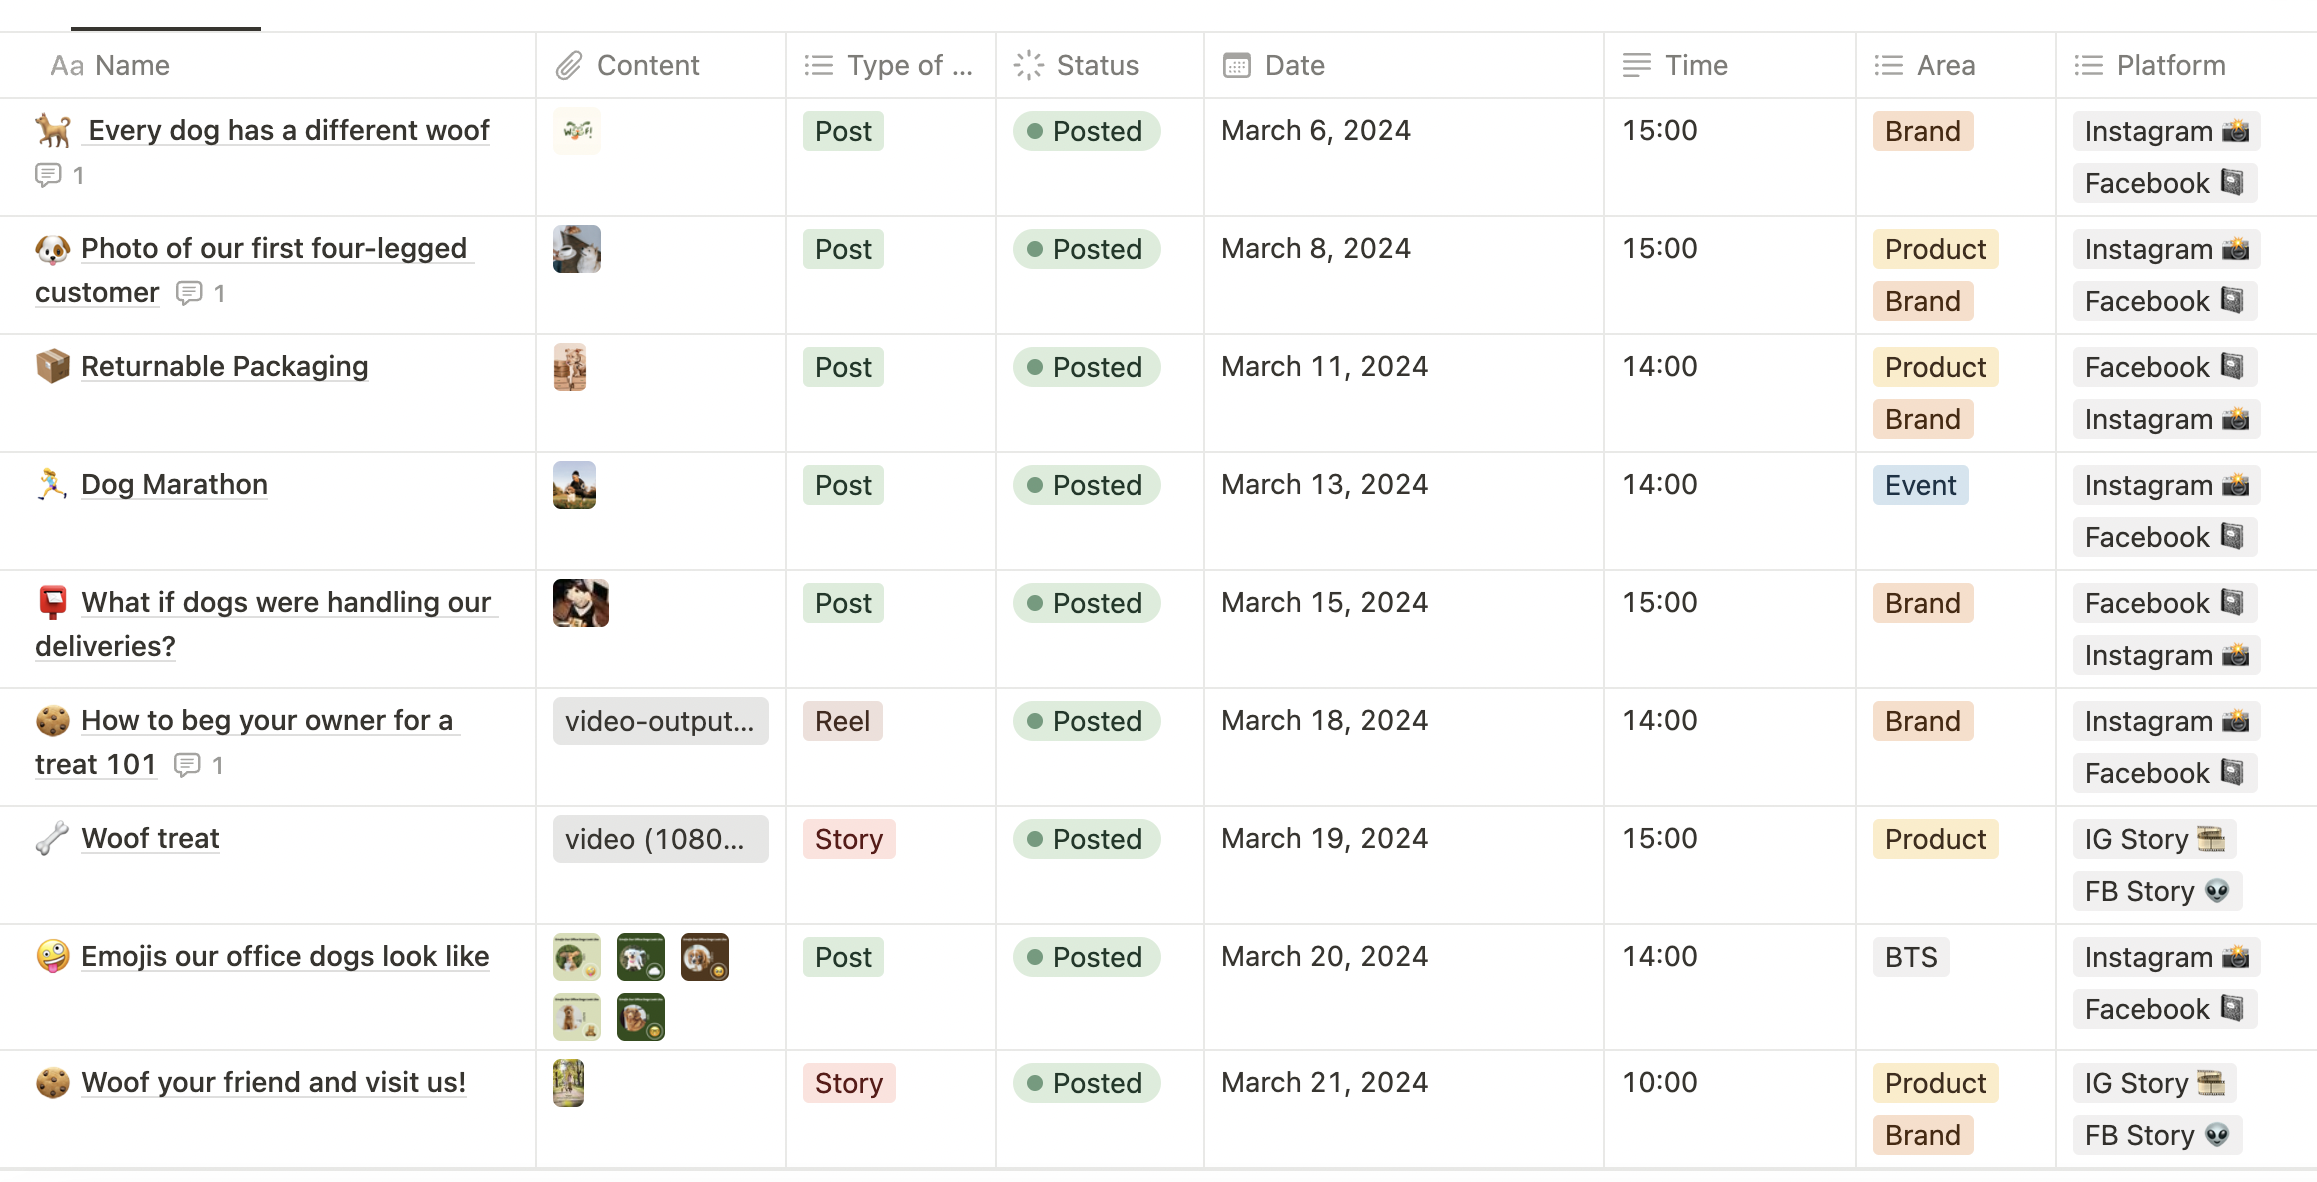 Aa Name Content Type of ... Status Date Time Area Platform
Every dog has a different woof Post Posted March 6, 2024 15:00 Brand Instagram
1 Facebook
Photo of our first four-legged Post Posted March 8, 2024 15:00 Product Instagram
customer 1 Brand Facebook
Returnable Packaging Post Posted March 11, 2024 14:00 Product Facebook
Brand Instagram
Dog Marathon Post Posted March 13, 2024 14:00 Event Instagram
Facebook
What if dogs were handling our Post Posted March 15, 2024 15:00 Brand Facebook
deliveries? Instagram
How to beg your owner for a video-output... Reel Posted March 18, 2024 14:00 Brand Instagram
treat 101 1 Facebook
Woof treat video (1080... Story Posted March 19, 2024 15:00 Product IG Story
FB Story
Emojis our office dogs look like Post Posted March 20, 2024 14:00 BTS Instagram
Facebook
Woof your friend and visit us! Story Posted March 21, 2024 10:00 Product IG Story
Brand FB Story